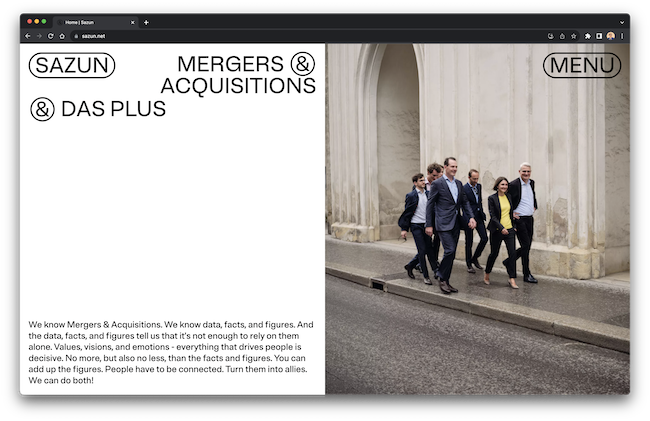 Home | Sazun
sazun.net
SAZUN
MERGERS &
ACQUISITIONS
& DAS PLUS
MENU
We know Mergers & Acquisitions. We know data, facts, and figures. And
the data, facts, and figures tell us that it's not enough to rely on them
alone. Values, visions, and emotions - everything that drives people is
decisive. No more, but also no less, than the facts and figures. You can
add up the figures. People have to be connected. Turn them into allies.
We can do both!